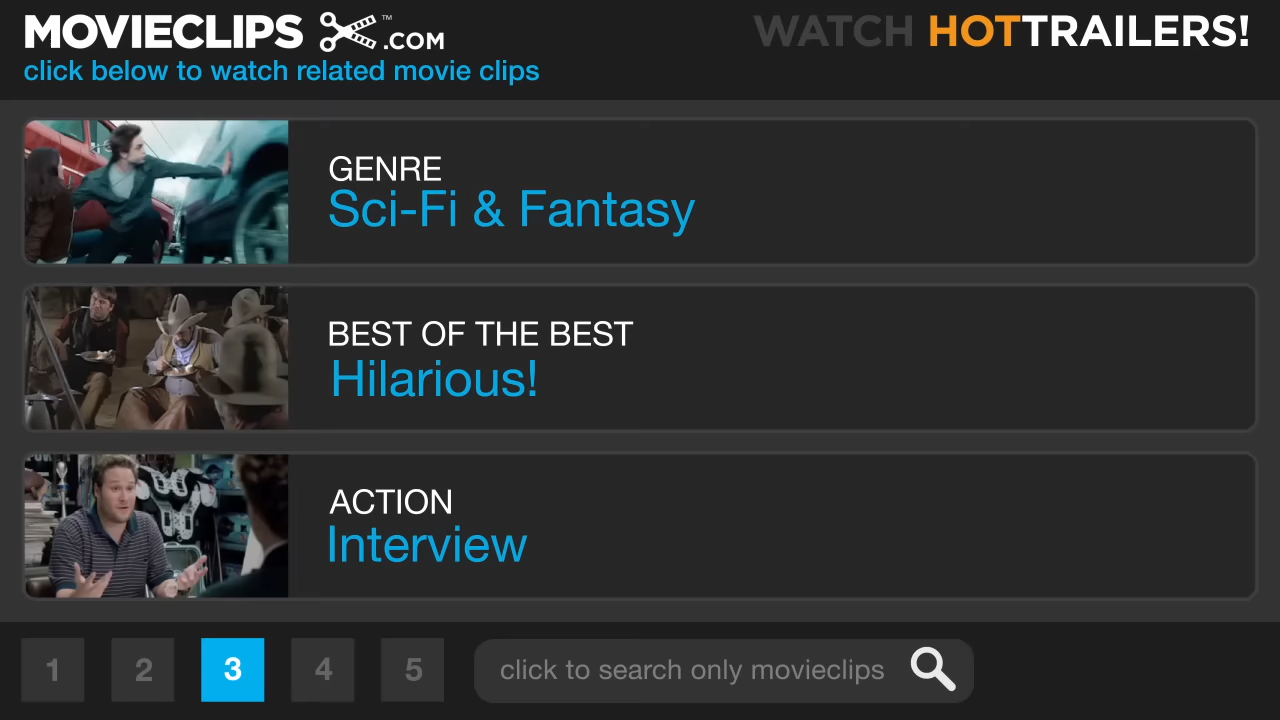 MOVIECLIPS ™ .COM
WATCH HOTTRAILERS!
click below to watch related movie clips
GENRE
Sci-Fi & Fantasy
BEST OF THE BEST
Hilarious!
ACTION
Interview
1 2 3 4 5 click to search only movieclips